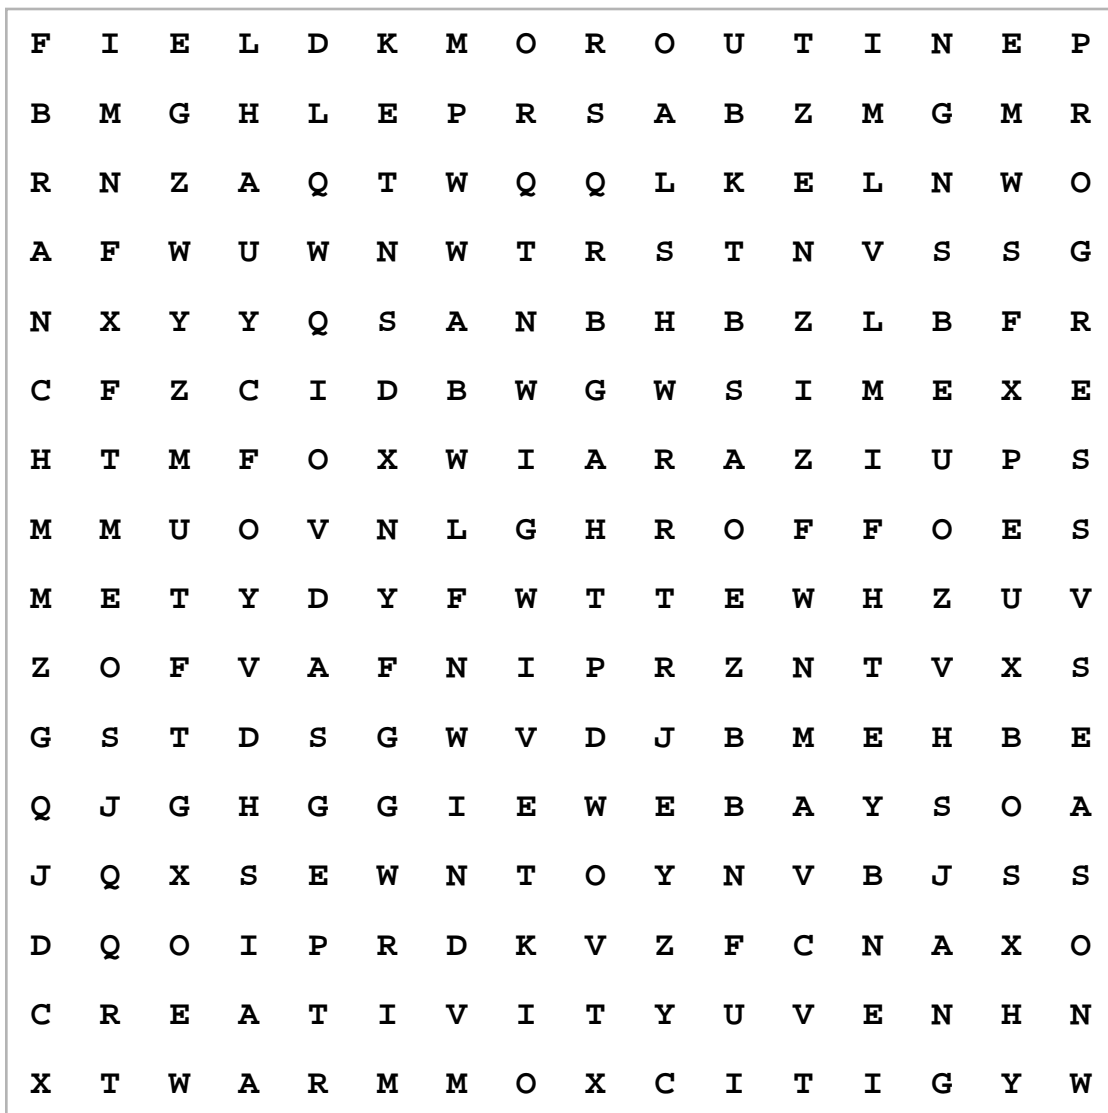 F I E L D K M O R O U T I N E P
B M G H L E P R S A B Z M G M R
R N Z A Q T W Q Q L K E L N W O
A F W U W N W T R S T N V S S G
N X Y Y Q S A N B H B Z L B F R
C F Z C I D B W G W S I M E X E
H T M F O X W I A R A Z I U P S
M M U O V N L G H R O F F O E S
M E T Y D Y F W T T E W H Z U V
Z O F V A F N I P R Z N T V X S
G S T D S G W V D J B M E H B E
Q J G H G G I E W E B A Y S O A
J Q X S E W N T O Y N V B J S S
D Q O I P R D K V Z F C N A X O
C R E A T I V I T Y U V E N H N
X T W A R M M O X C I T I G Y W